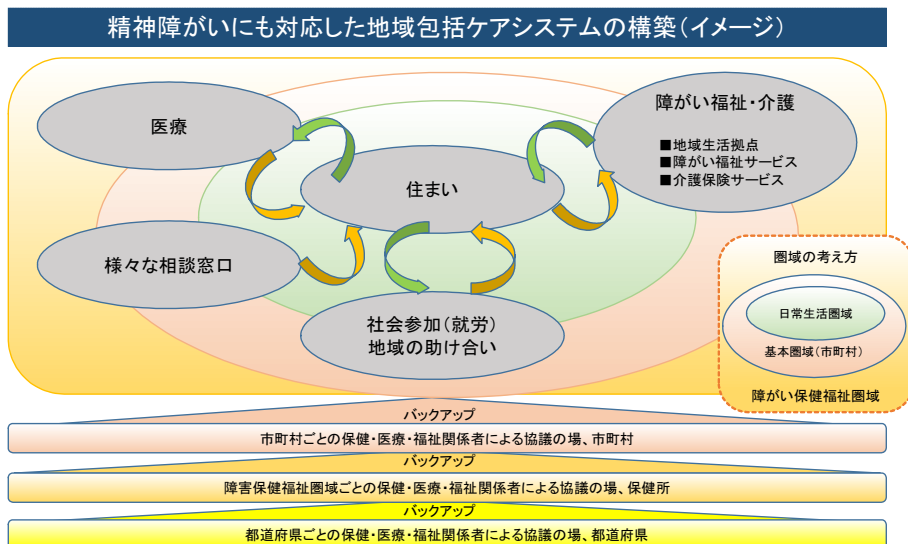 精神障がいにも対応した地域包括ケアシステムの構築(イメージ)
医療
障がい福祉・介護
■地域生活拠点
■障がい福祉サービス
■介護保険サービス
住まい
様々な相談窓口
社会参加(就労)
地域の助け合い
圏域の考え方
日常生活圏域
基本圏域(市町村)
障がい保健福祉圏域
バックアップ
市町村ごとの保健・医療・福祉関係者による協議の場、市町村
バックアップ
障害保健福祉圏域ごとの保健・医療・福祉関係者による協議の場、保健所
バックアップ
都道府県ごとの保健・医療・福祉関係者による協議の場、都道府県